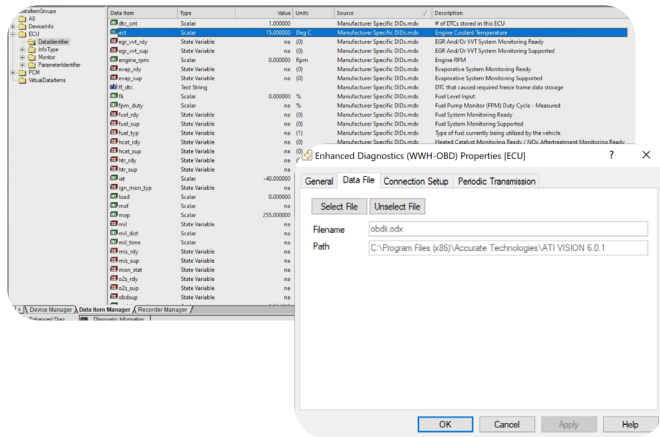 DataItemGroups
All
DeviceInfo
ECU
DataIdentifier
InfoType
Monitor
ParameterIdentifier
PCM
VirtualDataItems
Data Item Type Value Units Source Description
dtc_cnt Scalar 1.000000 Manufacturer Specific DIDs.mdx # of DTCs stored in this ECU
ect Scalar 15.000000 Deg C Manufacturer Specific DIDs.mdx Engine Coolant Temperature
egr_vvt_rdy State Variable na (0) Manufacturer Specific DIDs.mdx EGR And/Or VVT System Monitoring Ready
egr_vvt_sup State Variable na (0) Manufacturer Specific DIDs.mdx EGR And/Or VVT System Monitoring Supported
engine_rpm Scalar 0.000000 Rpm Manufacturer Specific DIDs.mdx Engine RPM
evap_rdy State Variable na (0) Manufacturer Specific DIDs.mdx Evaporative System Monitoring Ready
evap_sup State Variable na (0) Manufacturer Specific DIDs.mdx Evaporative System Monitoring Supported
ff_dtc Text String Manufacturer Specific DIDs.mdx DTC that caused required freeze frame data storage
Scalar 0.000000 % Manufacturer Specific DIDs.mdx Fuel Level Input
fpm_duty Scalar na % Manufacturer Specific DIDs.mdx Fuel Pump Monitor (FPM) Duty Cycle - Measured
fuel_rdy State Variable na (0) Manufacturer Specific DIDs.mdx Fuel System Monitoring Ready
fuel_sup State Variable na (0) Manufacturer Specific DIDs.mdx Fuel System Monitoring Supported
fuel_typ State Variable na (1) Manufacturer Specific DIDs.mdx Type of fuel currently being utilized by the vehicle
hcat_rdy State Variable na (0) Manufacturer Specific DIDs.mdx Heated Catalyst Monitoring Ready / NOx Aftertreatment Monitoring Ready
hcat_sup State Variable na (0)
htr_rdy State Variable na
htr_sup State Variable na
iat Scalar -40.000000
ign_mon_typ State Variable na
load Scalar 0.000000
maf Scalar na
map Scalar 255.000000
mil State Variable na
mil_dist Scalar na
mil_time Scalar na
mis_rdy State Variable na
mis_sup State Variable na
mon_stat State Variable na
o2s_rdy State Variable na
o2s_sup State Variable na
obdsup State Variable na
Device Manager Data Item Manager Recorder Manager
Enhanced Diag Diagnostic Information
Enhanced Diagnostics (WWH-OBD) Properties [ECU] ? X
General Data File Connection Setup Periodic Transmission
Select File Unselect File
Filename obdii.odx
Path C:\Program Files (x86)\Accurate Technologies\ATI VISION 6.0.1
OK Cancel Apply Help